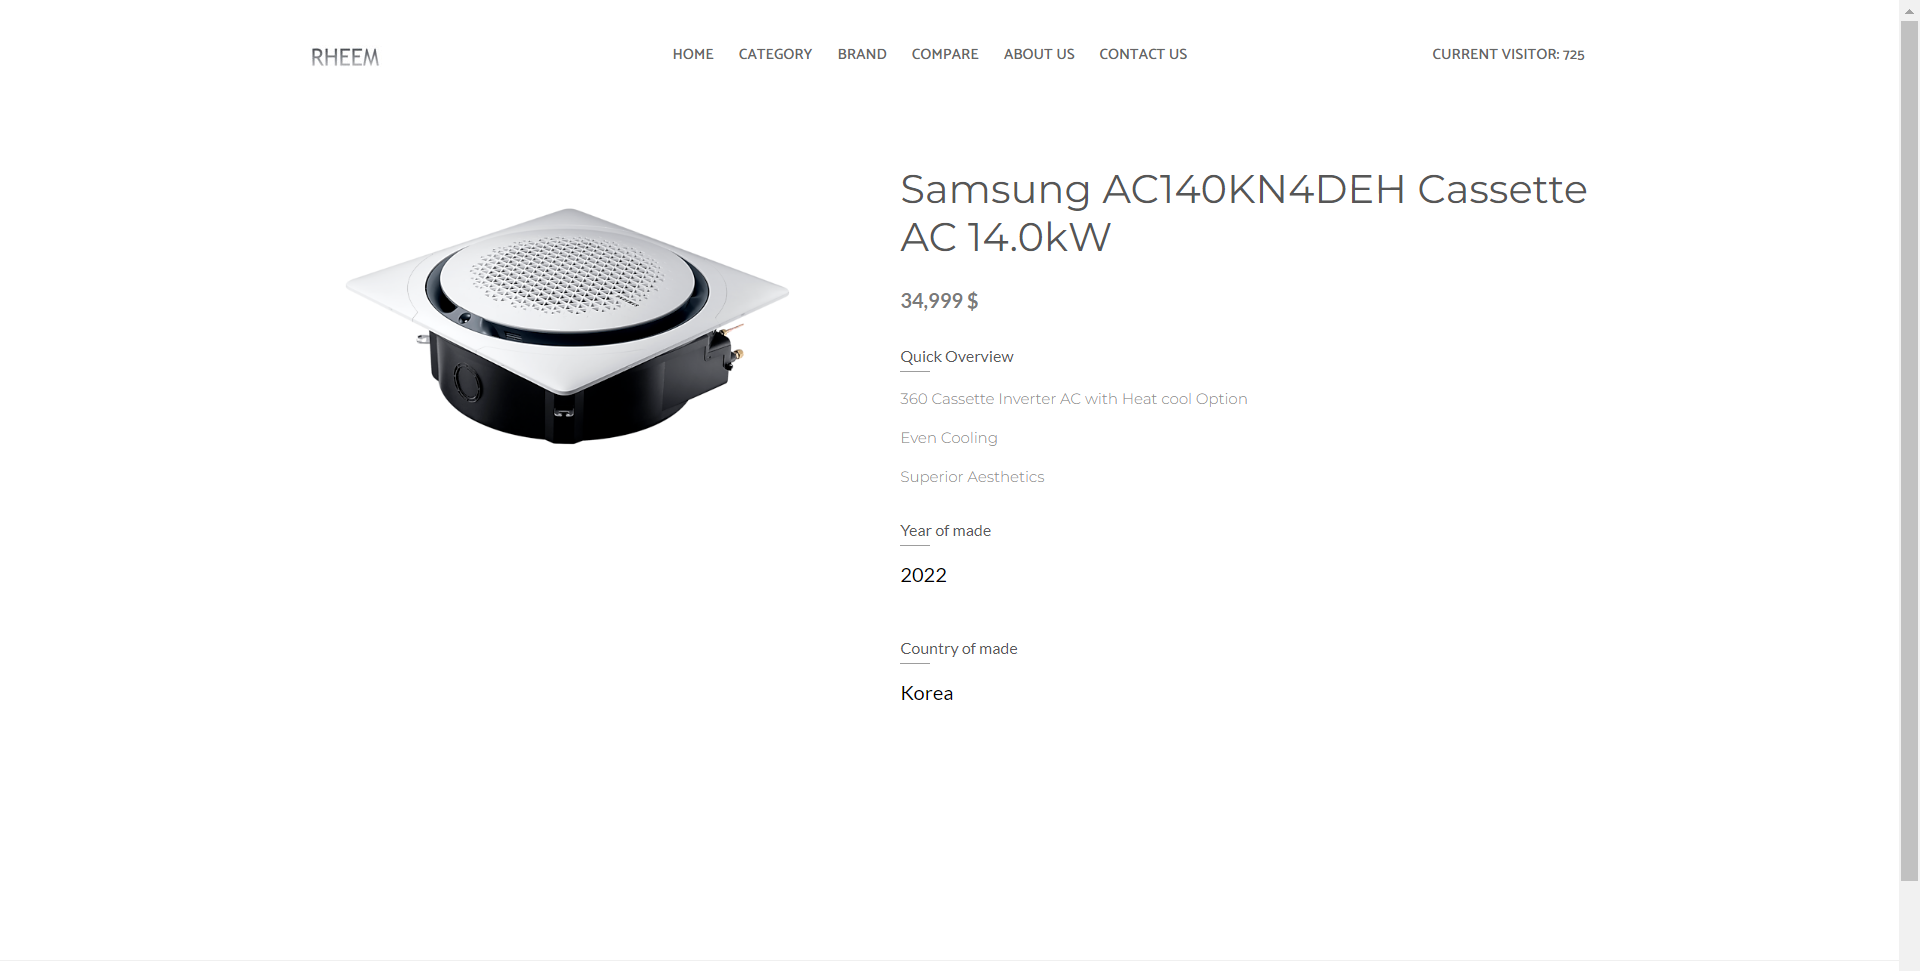 RHEEM
HOME CATEGORY BRAND COMPARE ABOUT US CONTACT US
CURRENT VISITOR: 725
Samsung AC140KN4DEH Cassette
AC 14.0kW
34,999 $
Quick Overview
360 Cassette Inverter AC with Heat cool Option
Even Cooling
Superior Aesthetics
Year of made
2022
Country of made
Korea